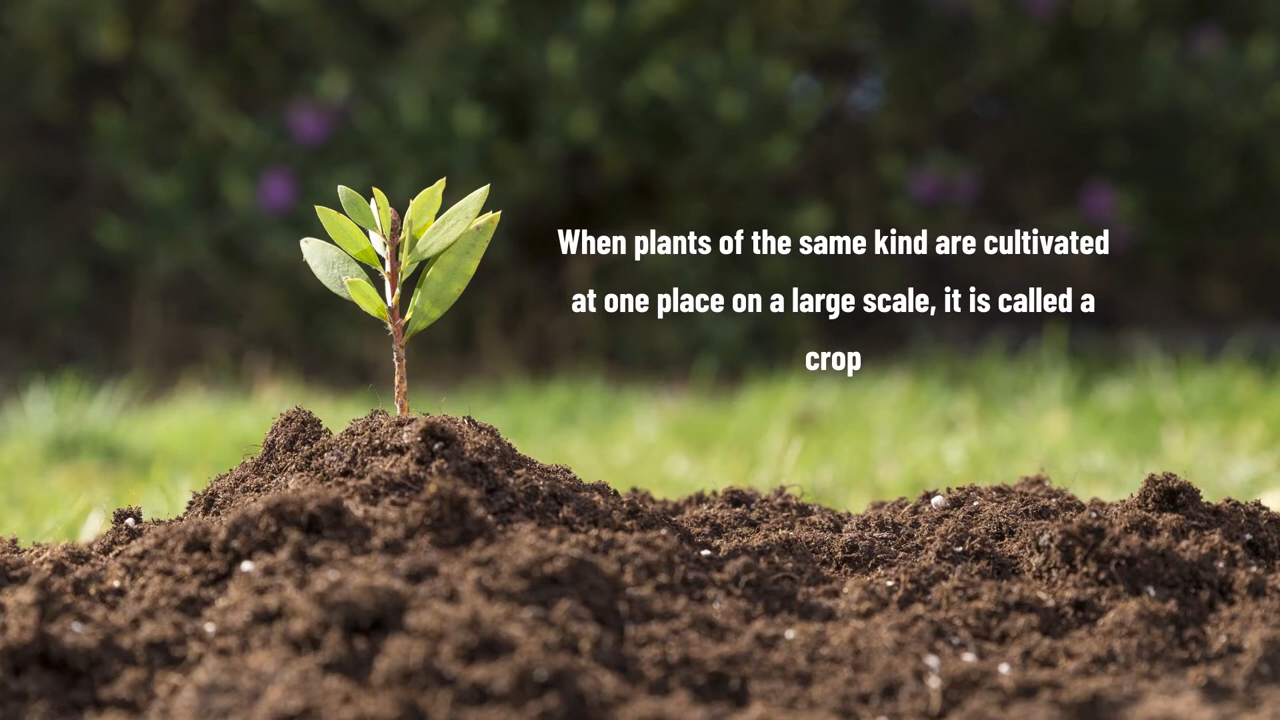 When plants of the same kind are cultivated
at one place on a large scale, it is called a
crop